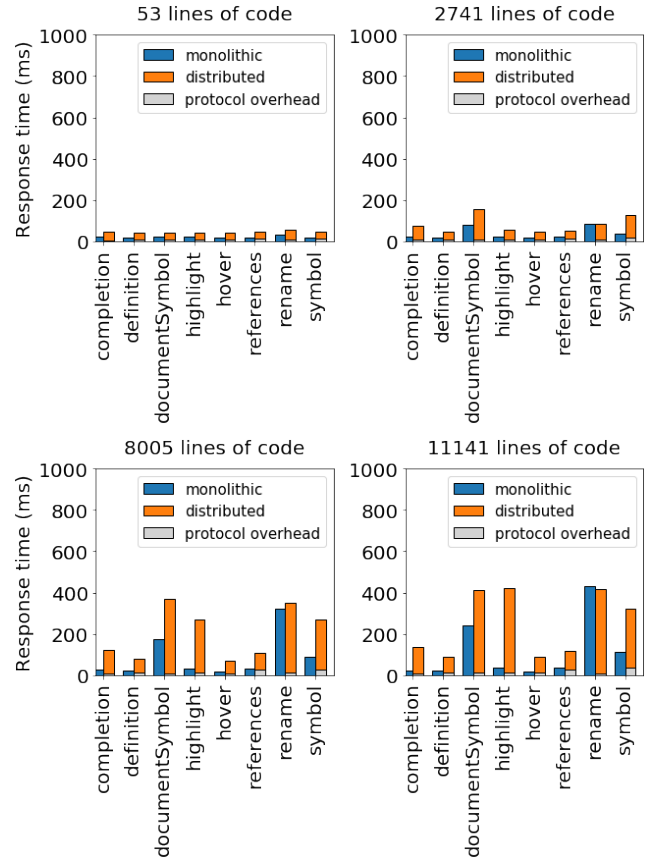 53 lines of code
Response time (ms)
1000
800
600
400
200
0
monolithic
distributed
protocol overhead
completion
definition
documentSymbol
highlight
hover
references
rename
symbol
2741 lines of code
1000
800
600
400
200
0
monolithic
distributed
protocol overhead
completion
definition
documentSymbol
highlight
hover
references
rename
symbol
8005 lines of code
Response time (ms)
1000
800
600
400
200
0
monolithic
distributed
protocol overhead
completion
definition
documentSymbol
highlight
hover
references
rename
symbol
11141 lines of code
1000
800
600
400
200
0
monolithic
distributed
protocol overhead
completion
definition
documentSymbol
highlight
hover
references
rename
symbol